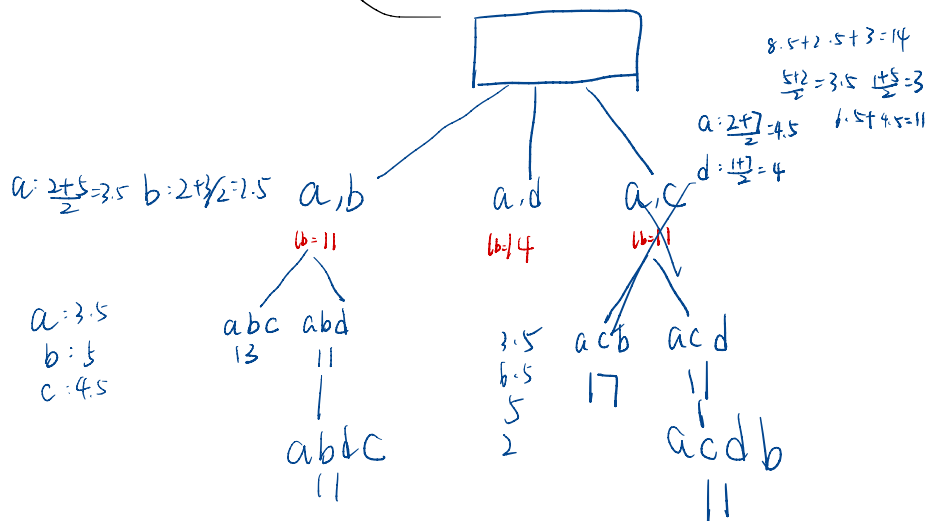 8.5+2.5+3=14
5+2/2=3.5 1+5/2=3
6.5+4.5=11
a:2+7/2=4.5
d:1+7/2=4
a:2+5/2=3.5 b:2+3/2=2.5
a,b a,d a,c
lb=11 lb=14 lb=11
a:3.5
b:5
c:4.5
abc abd
13 11
abdc
11
3.5
6.5
5
2
acb acd
17 11
acdb
11